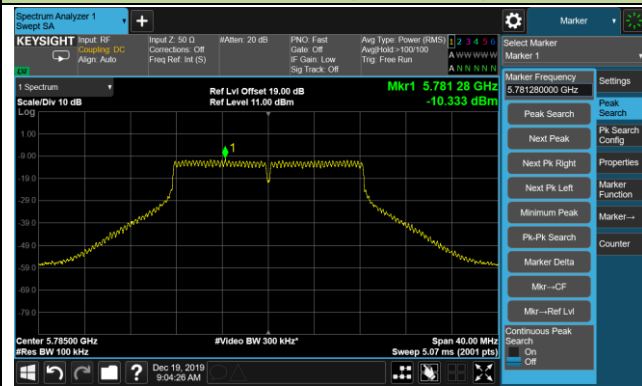 Spectrum Analyzer 1
Swept SA
Marker
KEYSIGHT
Input: RF
Coupling: DC
Align: Auto
Input Z: 50 Ω
Corrections: Off
Freq Ref: Int (S)
#Atten: 20 dB
PNO: Fast
Gate: Off
IF Gain: Low
Sig Track: Off
Avg Type: Power (RMS)
Avg|Hold:>100/100
Trig: Free Run
1 2 3 4 5 6
A W W W W W
A N N N N N
LXI
1 Spectrum
Scale/Div 10 dB
Log
Ref Lvl Offset 19.00 dB
Ref Level 11.00 dBm
Mkr1 5.781 28 GHz
-10.333 dBm
1
1.00
-9.00
-19.0
-29.0
-39.0
-49.0
-59.0
-69.0
-79.0
Center 5.78500 GHz
#Res BW 100 kHz
#Video BW 300 kHz*
Span 40.00 MHz
Sweep 5.07 ms (2001 pts)
Select Marker
Marker 1
Marker Frequency
5.781280000 GHz
Peak Search
Next Peak
Next Pk Right
Next Pk Left
Minimum Peak
Pk-Pk Search
Marker Delta
Mkr→CF
Mkr→Ref Lvl
Continuous Peak
Search
On
Off
Settings
Peak
Search
Pk Search
Config
Properties
Marker
Function
Marker→
Counter
?
Dec 19, 2019
9:04:26 AM